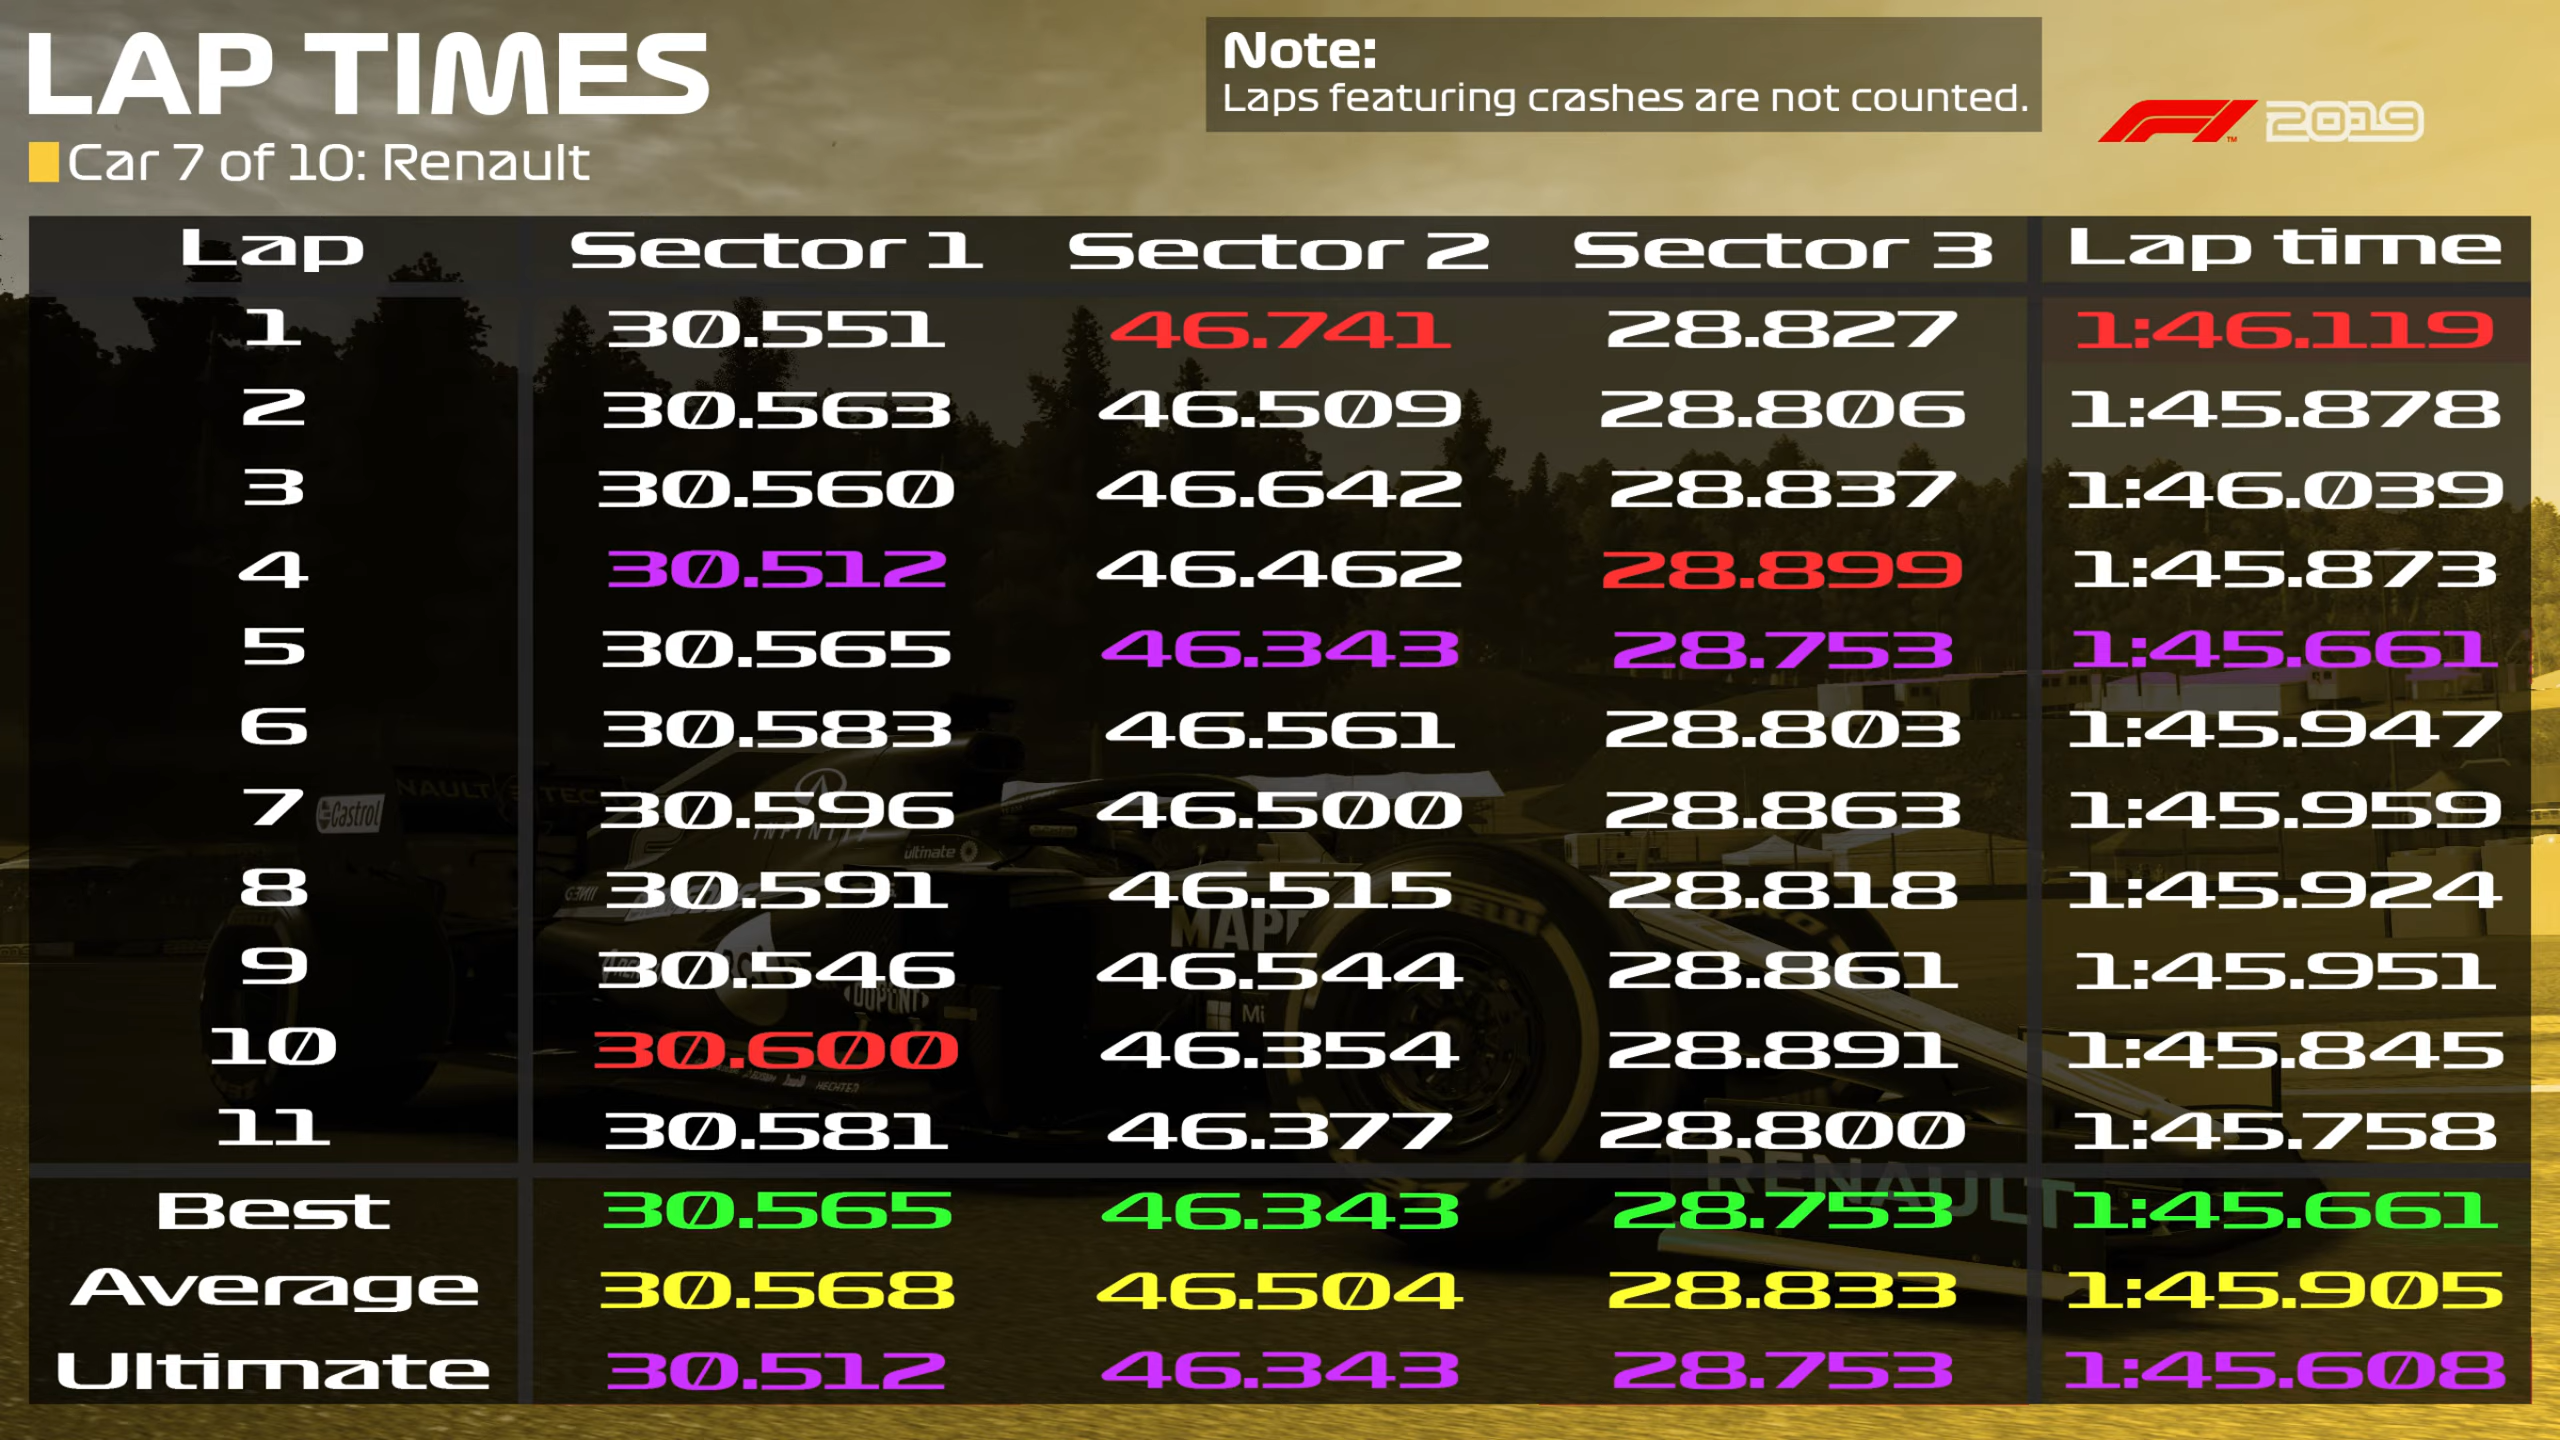 LAP TIMES
Car 7 of 10: Renault
Note:
Laps featuring crashes are not counted.
F1 2019
Lap Sector 1 Sector 2 Sector 3 Lap time
1 30.551 46.741 28.827 1:46.119
2 30.563 46.509 28.806 1:45.878
3 30.560 46.642 28.837 1:46.039
4 30.512 46.462 28.899 1:45.873
5 30.565 46.343 28.753 1:45.661
6 30.583 46.561 28.803 1:45.947
7 30.596 46.500 28.863 1:45.959
8 30.591 46.515 28.818 1:45.924
9 30.546 46.544 28.861 1:45.951
10 30.600 46.354 28.891 1:45.845
11 30.581 46.377 28.800 1:45.758
Best 30.565 46.343 28.753 1:45.661
Average 30.568 46.504 28.833 1:45.905
Ultimate 30.512 46.343 28.753 1:45.608
Castrol
INFINITI
ultimate
DUPONT
RENAULT